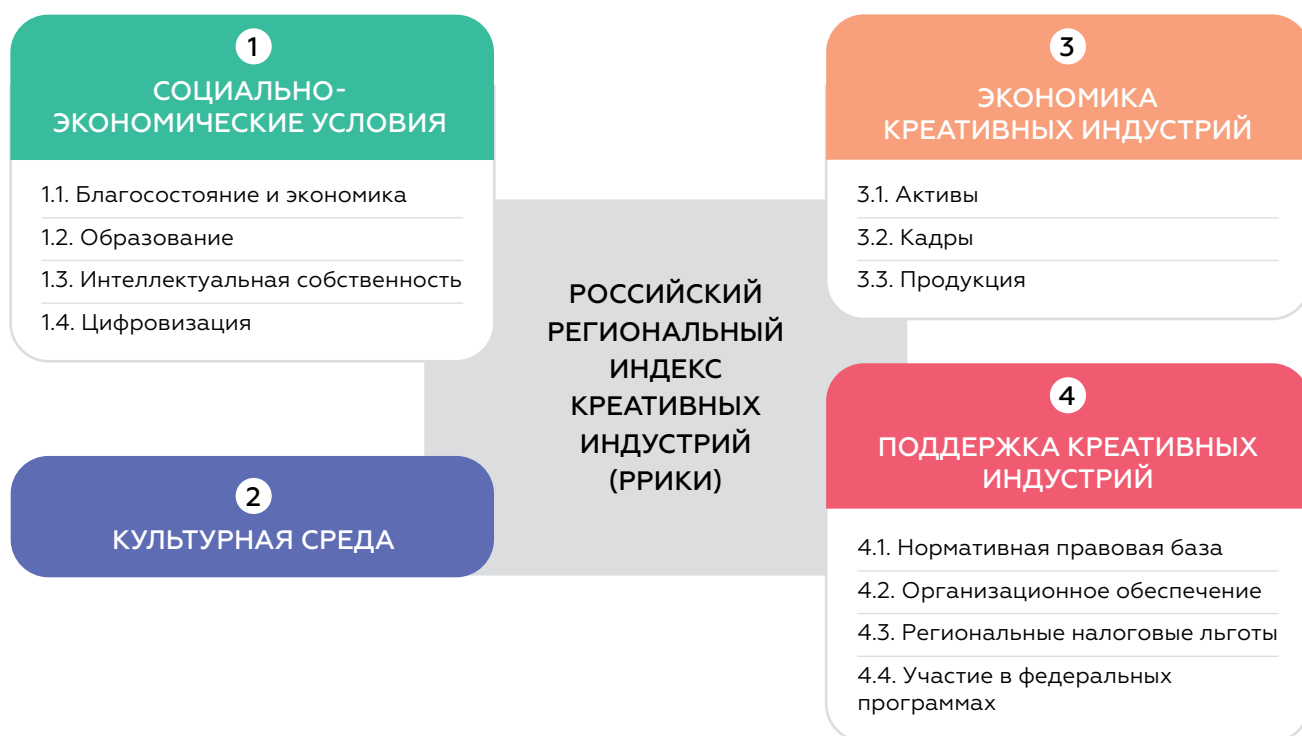 1
СОЦИАЛЬНО-
ЭКОНОМИЧЕСКИЕ УСЛОВИЯ
1.1. Благосостояние и экономика
1.2. Образование
1.3. Интеллектуальная собственность
1.4. Цифровизация
2
КУЛЬТУРНАЯ СРЕДА
РОССИЙСКИЙ
РЕГИОНАЛЬНЫЙ
ИНДЕКС
КРЕАТИВНЫХ
ИНДУСТРИЙ
(РРИКИ)
3
ЭКОНОМИКА
КРЕАТИВНЫХ ИНДУСТРИЙ
3.1. Активы
3.2. Кадры
3.3. Продукция
4
ПОДДЕРЖКА КРЕАТИВНЫХ
ИНДУСТРИЙ
4.1. Нормативная правовая база
4.2. Организационное обеспечение
4.3. Региональные налоговые льготы
4.4. Участие в федеральных
программах